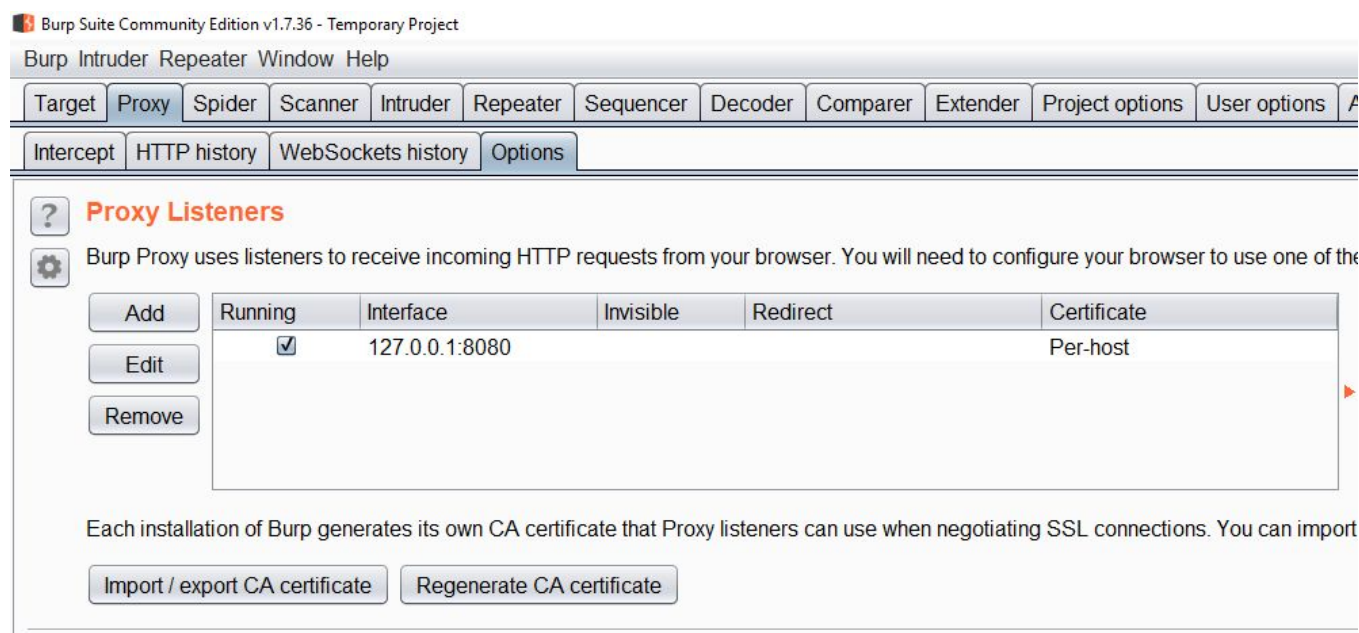 Burp Suite Community Edition v1.7.36 - Temporary Project
Burp Intruder Repeater Window Help
Target Proxy Spider Scanner Intruder Repeater Sequencer Decoder Comparer Extender Project options User options
Intercept HTTP history WebSockets history Options
? Proxy Listeners
Burp Proxy uses listeners to receive incoming HTTP requests from your browser. You will need to configure your browser to use one of the
Add Running Interface Invisible Redirect Certificate
127.0.0.1:8080 Per-host
Edit
Remove
Each installation of Burp generates its own CA certificate that Proxy listeners can use when negotiating SSL connections. You can import
Import / export CA certificate Regenerate CA certificate